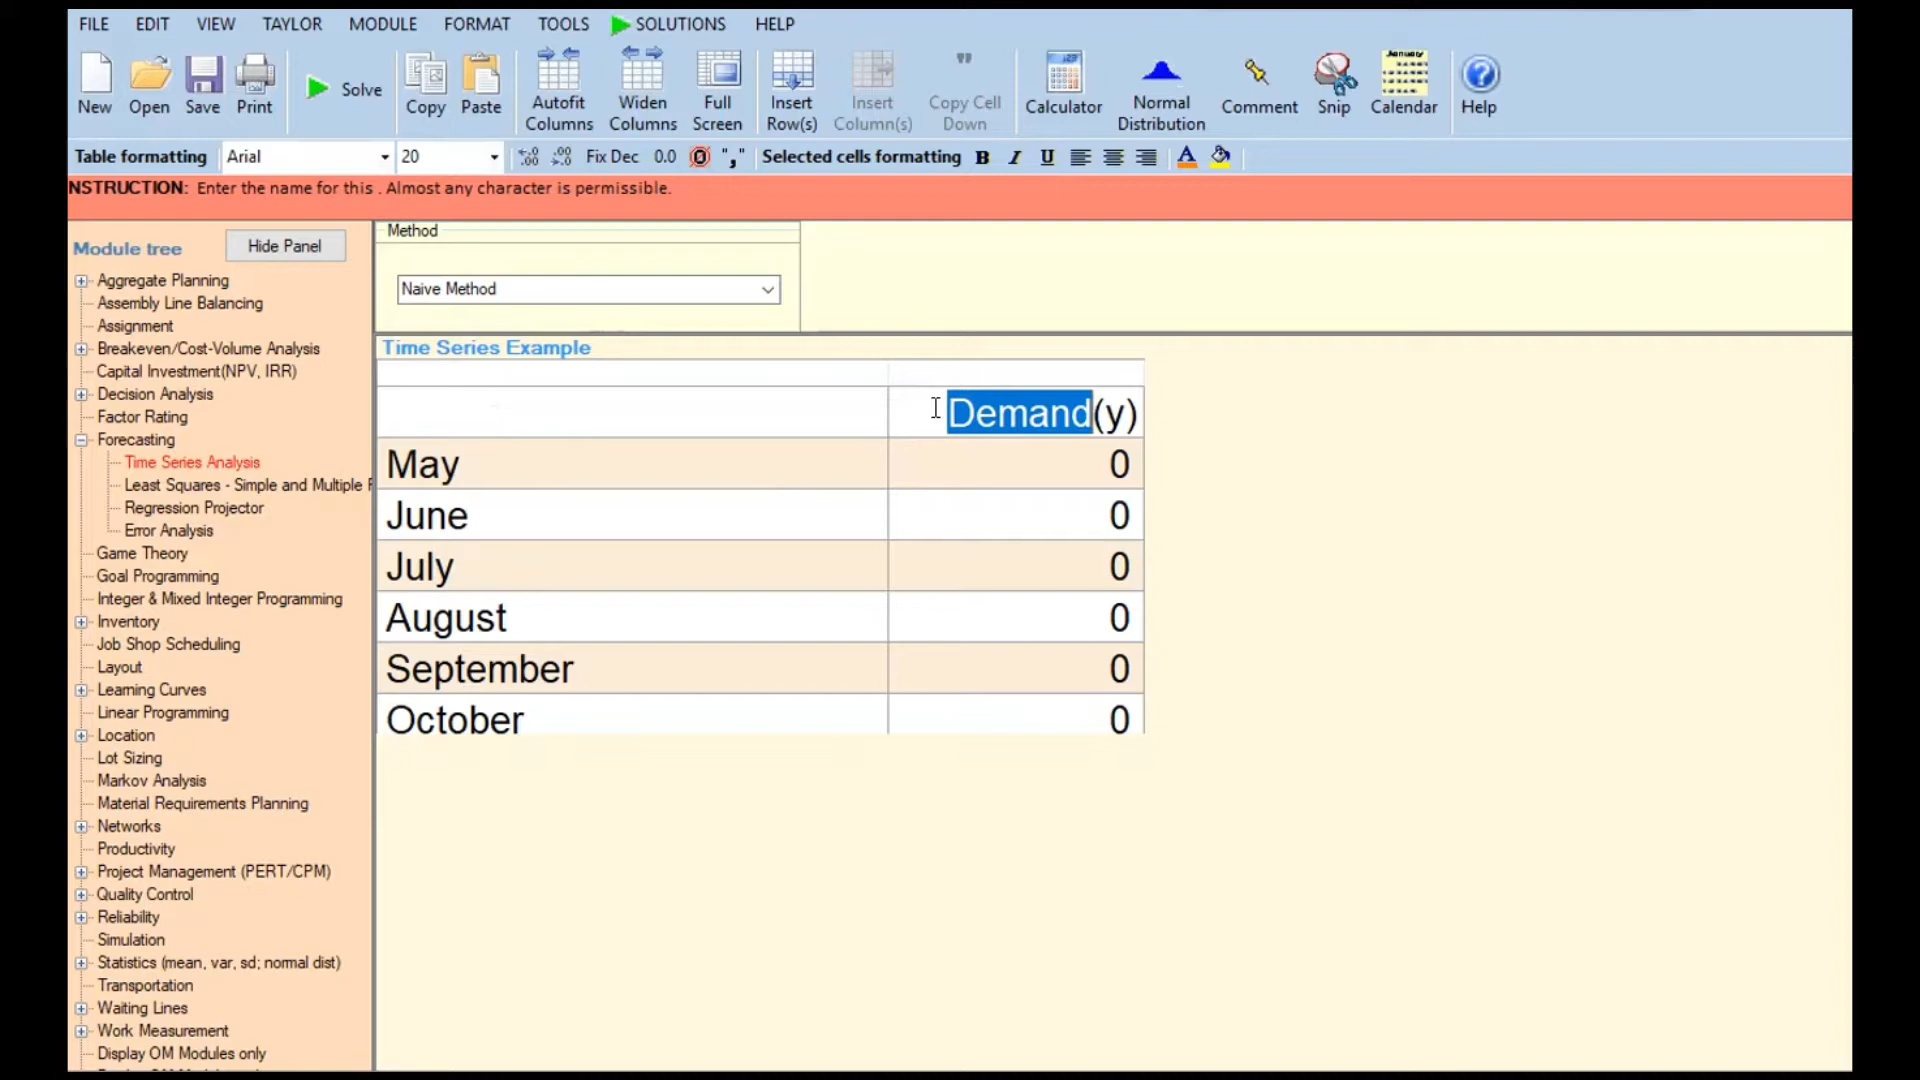 FILE EDIT VIEW TAYLOR MODULE FORMAT TOOLS SOLUTIONS HELP
New Open Save Print Solve Copy Paste Autofit Columns Widen Columns Full Screen Insert Row(s) Insert Column(s) Copy Cell Down Calculator Normal Distribution Comment Snip Calendar Help
Table formatting Arial 20 Fix Dec 0.0 "," Selected cells formatting B I U A
NSTRUCTION: Enter the name for this . Almost any character is permissible.
Module tree Hide Panel
Aggregate Planning
Assembly Line Balancing
Assignment
Breakeven/Cost-Volume Analysis
Capital Investment(NPV, IRR)
Decision Analysis
Factor Rating
Forecasting
Time Series Analysis
Least Squares - Simple and Multiple R
Regression Projector
Error Analysis
Game Theory
Goal Programming
Integer & Mixed Integer Programming
Inventory
Job Shop Scheduling
Layout
Learning Curves
Linear Programming
Location
Lot Sizing
Markov Analysis
Material Requirements Planning
Networks
Productivity
Project Management (PERT/CPM)
Quality Control
Reliability
Simulation
Statistics (mean, var, sd; normal dist)
Transportation
Waiting Lines
Work Measurement
Display OM Modules only
Method
Naive Method
Time Series Example
Demand(y)
May 0
June 0
July 0
August 0
September 0
October 0